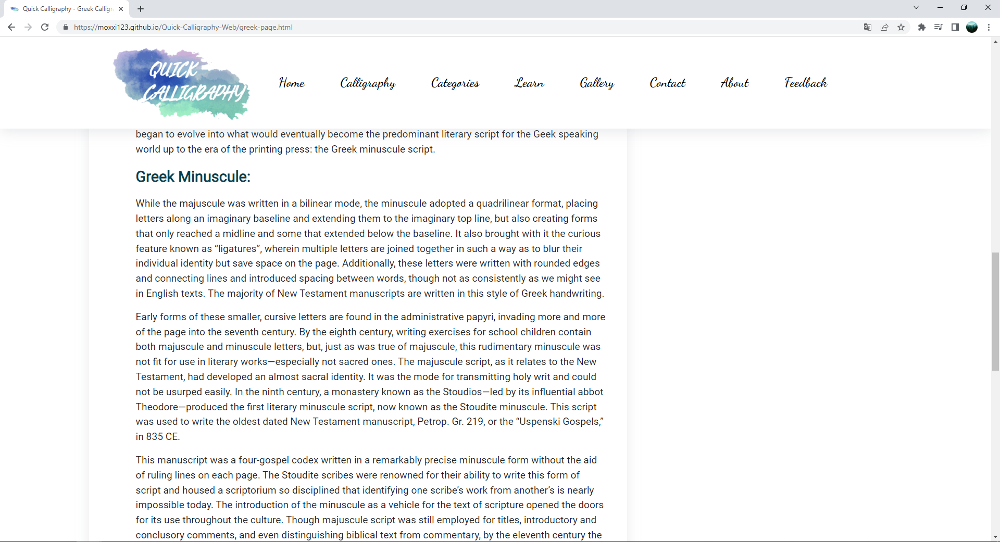 Quick Calligraphy - Greek Calligr
https://moxxi123.github.io/Quick-Calligraphy-Web/greek-page.html
QUICK
CALLIGRAPHY
Home Calligraphy Categories Learn Gallery Contact About Feedback
began to evolve into what would eventually become the predominant literary script for the Geek speaking
world up to the era of the printing press: the Greek minuscule script.
Greek Minuscule:
While the majuscule was written in a bilinear mode, the minuscule adopted a quadrilinear format, placing
letters along an imaginary baseline and extending them to the imaginary top line, but also creating forms
that only reached a midline and some that extended below the baseline. It also brought with it the curious
feature known as “ligatures”, wherein multiple letters are joined together in such a way as to blur their
individual identity but save space on the page. Additionally, these letters were written with rounded edges
and connecting lines and introduced spacing between words, though not as consistently as we might see
in English texts. The majority of New Testament manuscripts are written in this style of Greek handwriting.
Early forms of these smaller, cursive letters are found in the administrative papyri, invading more and more
of the page into the seventh century. By the eighth century, writing exercises for school children contain
both majuscule and minuscule letters, but, just as was true of majuscule, this rudimentary minuscule was
not fit for use in literary works—especially not sacred ones. The majuscule script, as it relates to the New
Testament, had developed an almost sacral identity. It was the mode for transmitting holy writ and could
not be usurped easily. In the ninth century, a monastery known as the Stoudios—led by its influential abbot
Theodore—produced the first literary minuscule script, now known as the Stoudite minuscule. This script
was used to write the oldest dated New Testament manuscript, Petrop. Gr. 219, or the “Uspenski Gospels,”
in 835 CE.
This manuscript was a four-gospel codex written in a remarkably precise minuscule form without the aid
of ruling lines on each page. The Stoudite scribes were renowned for their ability to write this form of
script and housed a scriptorium so disciplined that identifying one scribe’s work from another’s is nearly
impossible today. The introduction of the minuscule as a vehicle for the text of scripture opened the doors
for its use throughout the culture. Though majuscule script was still employed for titles, introductory and
conclusory comments, and even distinguishing biblical text from commentary, by the eleventh century the